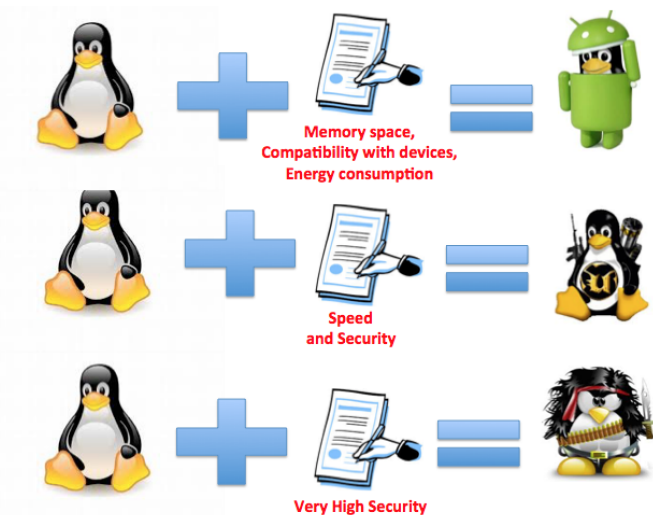 Memory space,
Compatibility with devices,
Energy consumption
Speed
and Security
Very High Security